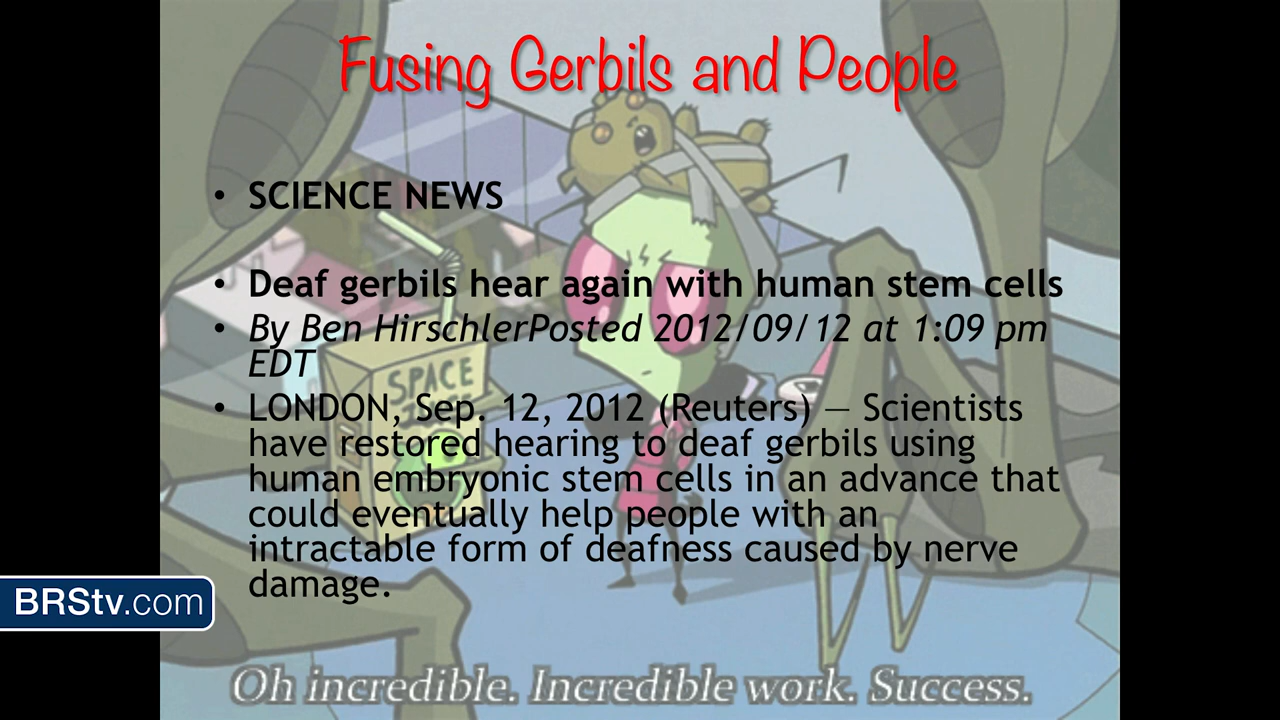 Fusing Gerbils and People
• SCIENCE NEWS
• Deaf gerbils hear again with human stem cells
• By Ben HirschlerPosted 2012/09/12 at 1:09 pm
EDT
• LONDON, Sep. 12, 2012 (Reuters) — Scientists
have restored hearing to deaf gerbils using
human embryonic stem cells in an advance that
could eventually help people with an
intractable form of deafness caused by nerve
damage.
SPACE
BRStv.com
Oh incredible. Incredible work. Success.